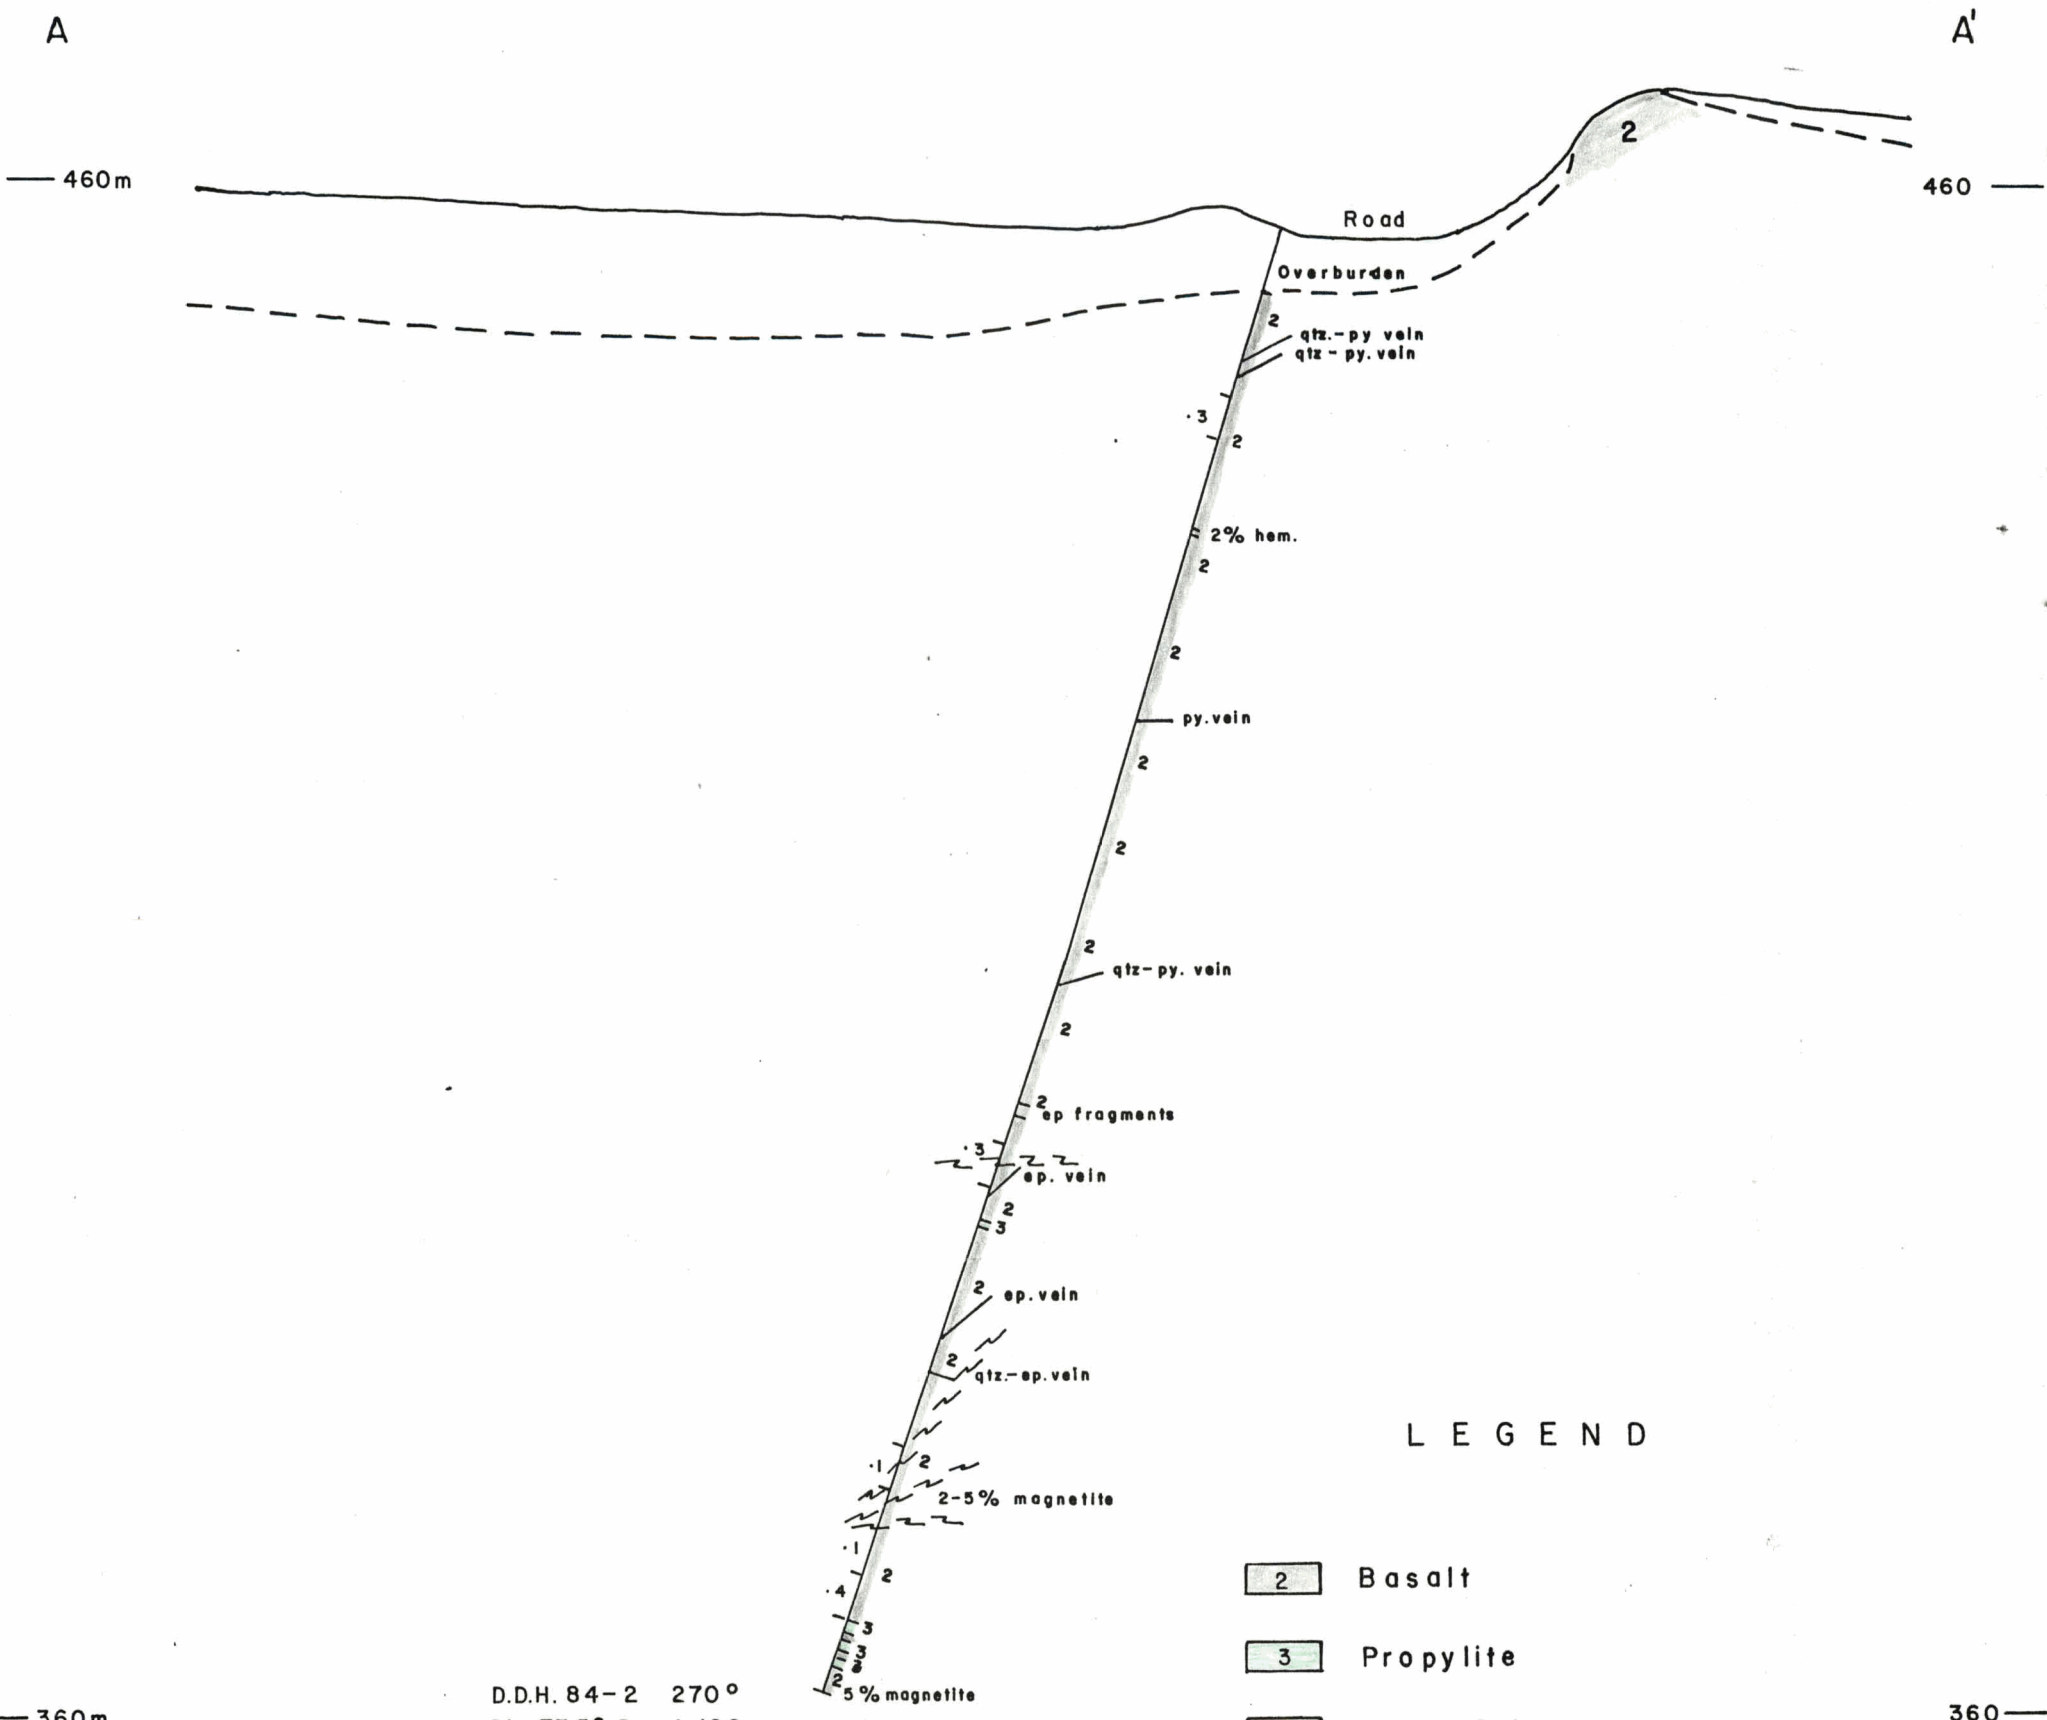 A A'
460m 460
2
Road
Overburden
2
qtz.-py vein
qtz-py. vein
.3
2
2% hem.
2
2
py. vein
2
2
2
qtz-py. vein
2
2
ep fragments
.3
ep. vein
2
3
2
ep. vein
2
qtz.-ep. vein
LEGEND
.1 2
2-5% magnetite
.1
2
.4
2 Basalt
3
3
3 Propylite
2
5% magnetite
D.D.H. 84-2 270°
360m 360